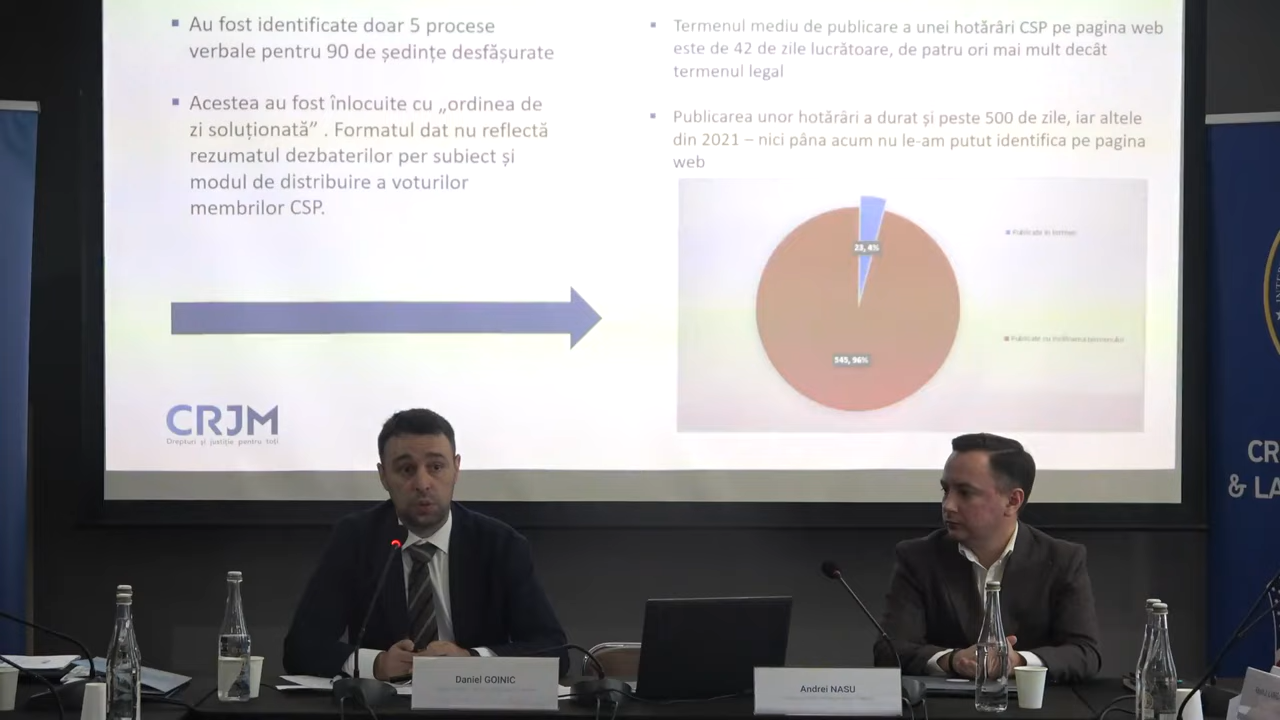 Au fost identificate doar 5 procese
verbale pentru 90 de ședințe desfășurate
Acestea au fost înlocuite cu „ordinea de
zi soluționată” . Formatul dat nu reflectă
rezumatul dezbaterilor per subiect și
modul de distribuire a voturilor
membrilor CSP.
Termenul mediu de publicare a unei hotărâri CSP pe pagina web
este de 42 de zile lucrătoare, de patru ori mai mult decât
termenul legal
Publicarea unor hotărâri a durat și peste 500 de zile, iar altele
din 2021 – nici pâna acum nu le-am putut identifica pe pagina
web
23, 4%
Publicate în termen
545, 96%
CRJM
Drepturi și justiție pentru toți
CR
& LA
Daniel GOINIC
Andrei NASU